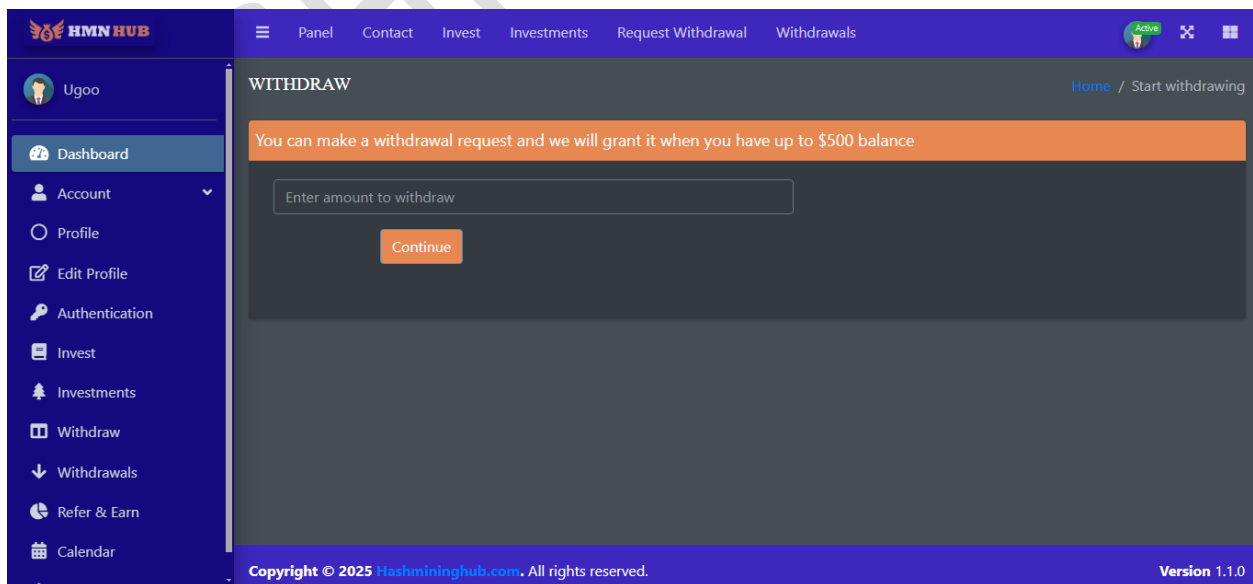 HMN HUB
Panel Contact Invest Investments Request Withdrawal Withdrawals
Active
Ugoo
WITHDRAW
Home / Start withdrawing
You can make a withdrawal request and we will grant it when you have up to $500 balance
Dashboard
Account
Profile
Edit Profile
Authentication
Invest
Investments
Withdraw
Withdrawals
Refer & Earn
Calendar
Enter amount to withdraw
Continue
Copyright © 2025 Hashmininghub.com. All rights reserved.
Version 1.1.0